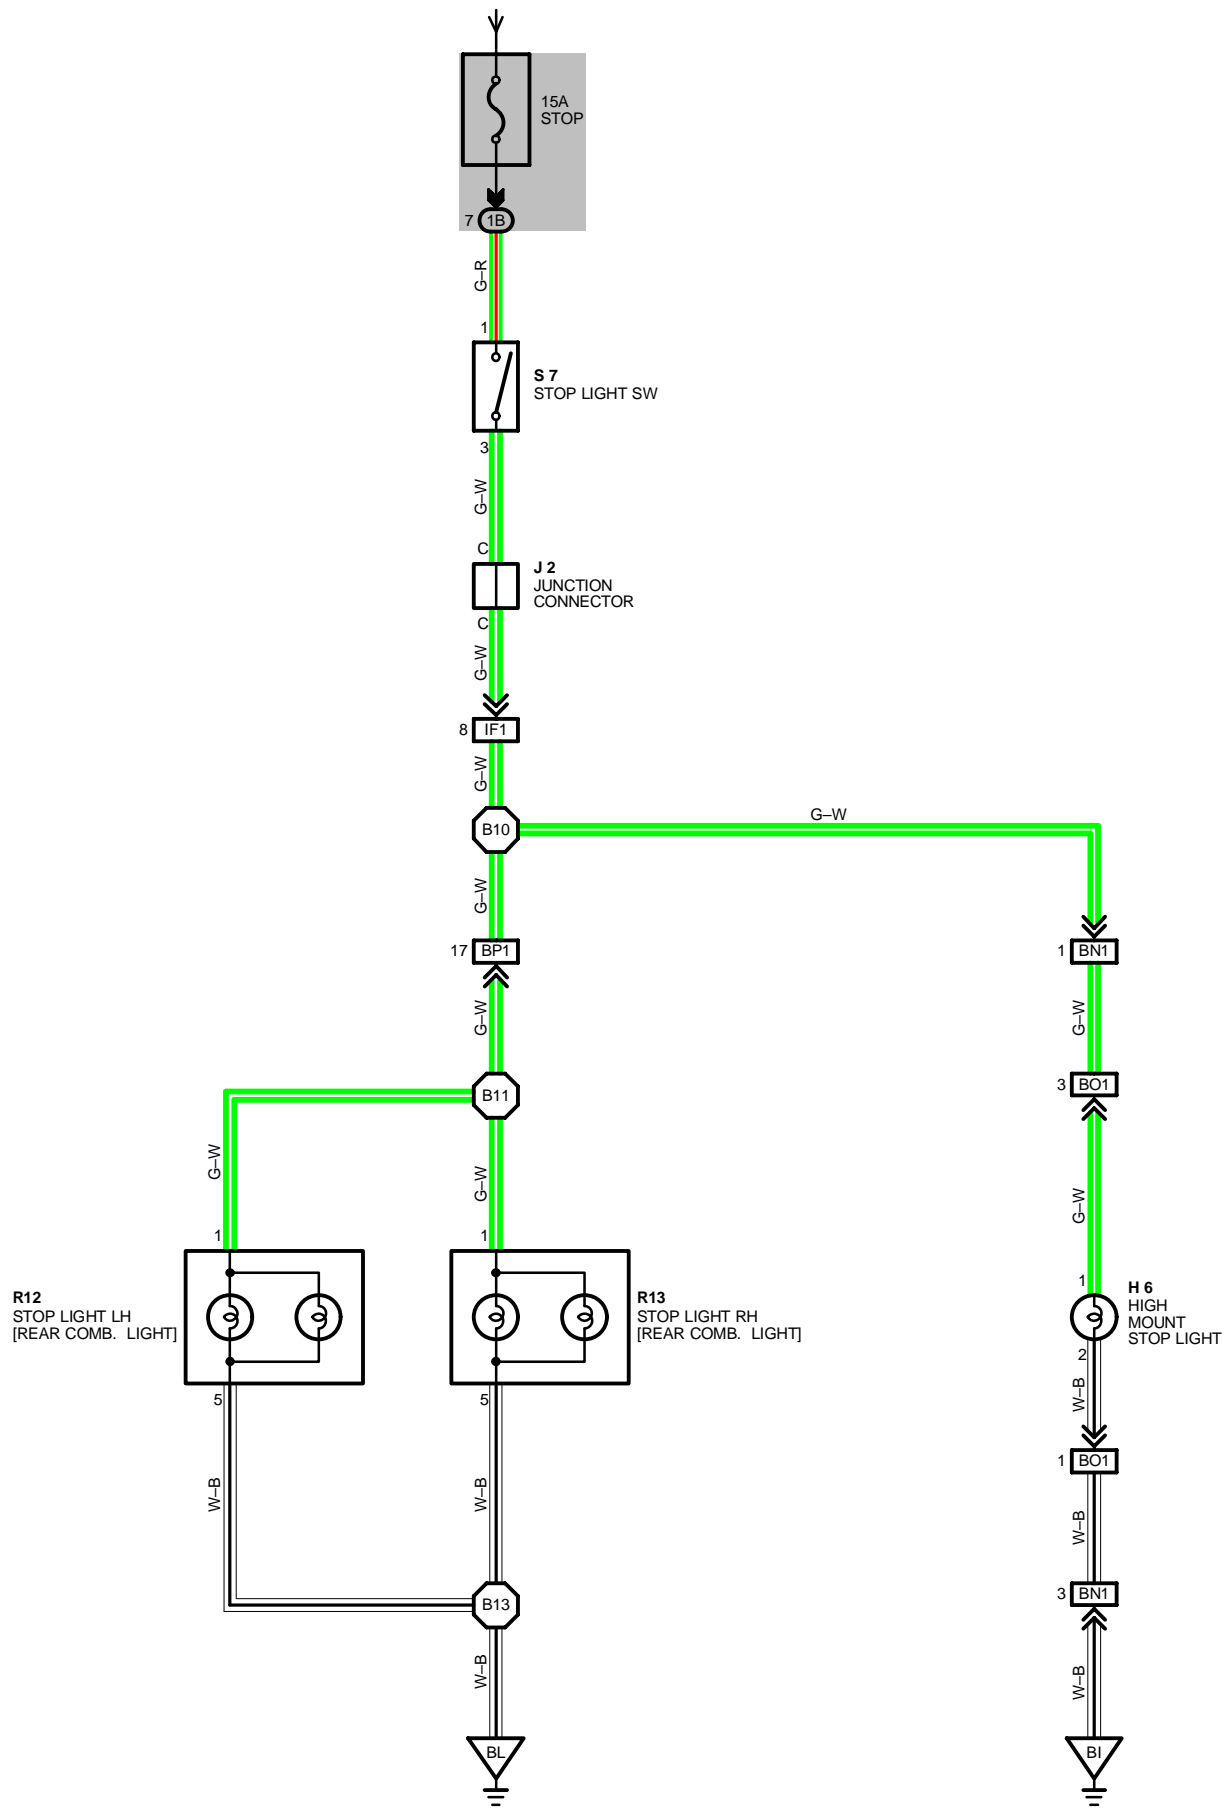 15A
STOP
7 1B
G–R
1
S 7
STOP LIGHT SW
3
G–W
C
J 2
JUNCTION
CONNECTOR
C
G–W
8 IF1
G–W
B10
G–W
G–W
17 BP1
1 BN1
G–W
G–W
3 BO1
B11
G–W
G–W
G–W
1
1
1
H 6
HIGH
MOUNT
STOP LIGHT
R12
STOP LIGHT LH
[REAR COMB. LIGHT]
R13
STOP LIGHT RH
[REAR COMB. LIGHT]
2
W–B
5
5
1 BO1
W–B
W–B
W–B
3 BN1
B13
W–B
W–B
BL
BI